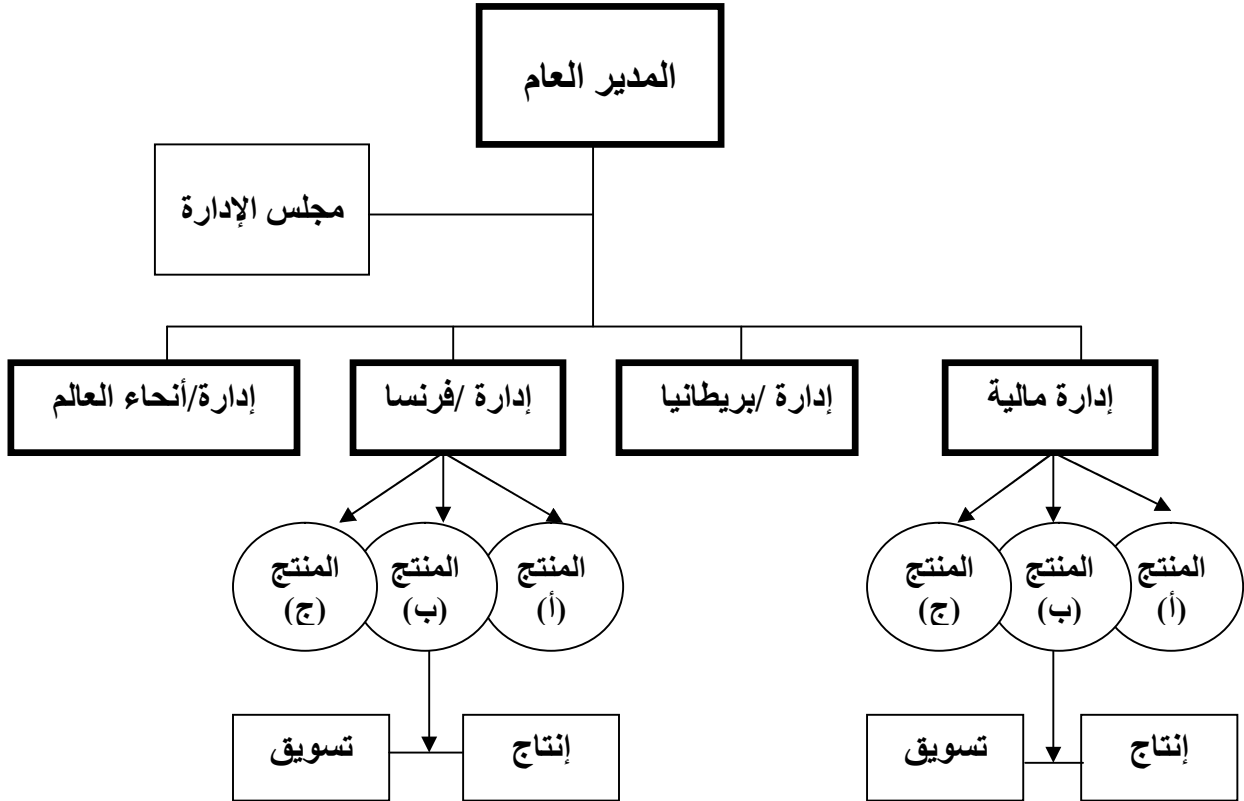 المدير العام
مجلس الإدارة
إدارة مالية
إدارة /بريطانيا
إدارة /فرنسا
إدارة/أنحاء العالم
المنتج
(أ)
المنتج
(ب)
المنتج
(ج)
المنتج
(أ)
المنتج
(ب)
المنتج
(ج)
إنتاج
تسويق
إنتاج
تسويق